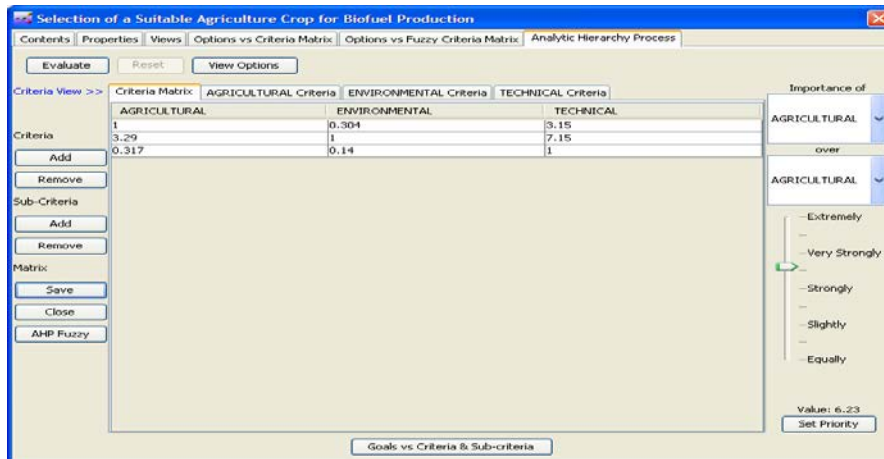 Selection of a Suitable Agriculture Crop for Biofuel Production
Contents Properties Views Options vs Criteria Matrix Options vs Fuzzy Criteria Matrix Analytic Hierarchy Process
Evaluate Reset View Options
Criteria View >> Criteria Matrix AGRICULTURAL Criteria ENVIRONMENTAL Criteria TECHNICAL Criteria
AGRICULTURAL ENVIRONMENTAL TECHNICAL
1 0.304 3.15
3.29 1 7.15
0.317 0.14 1
Criteria
Add
Remove
Sub-Criteria
Add
Remove
Matrix
Save
Close
AHP Fuzzy
Importance of
AGRICULTURAL
over
AGRICULTURAL
Extremely
Very Strongly
Strongly
Slightly
Equally
Value: 6.23
Set Priority
Goals vs Criteria & Sub-criteria